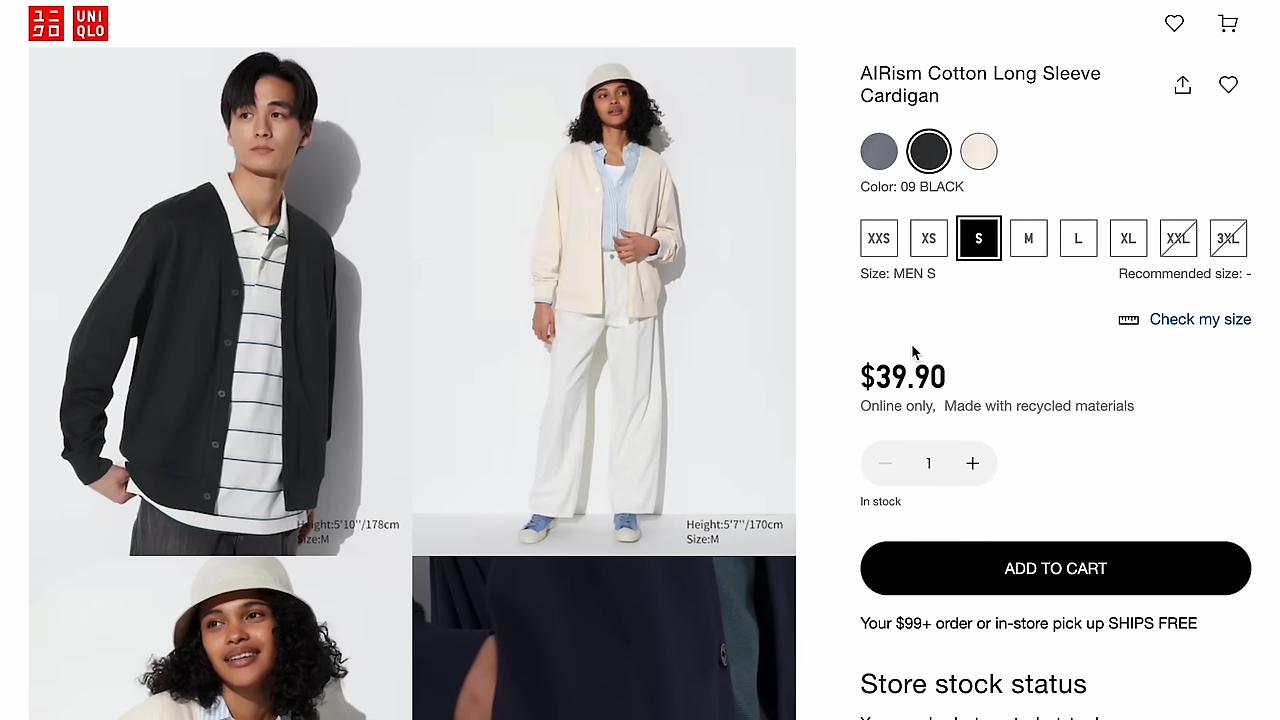 ユニ
クロ
UNI
QLO
AIRism Cotton Long Sleeve
Cardigan
Color: 09 BLACK
XXS XS S M L XL XXL 3XL
Size: MEN S
Recommended size: -
Check my size
$39.90
Online only, Made with recycled materials
1
In stock
ADD TO CART
Your $99+ order or in-store pick up SHIPS FREE
Store stock status
Height:5'10''/178cm
Size:M
Height:5'7''/170cm
Size:M